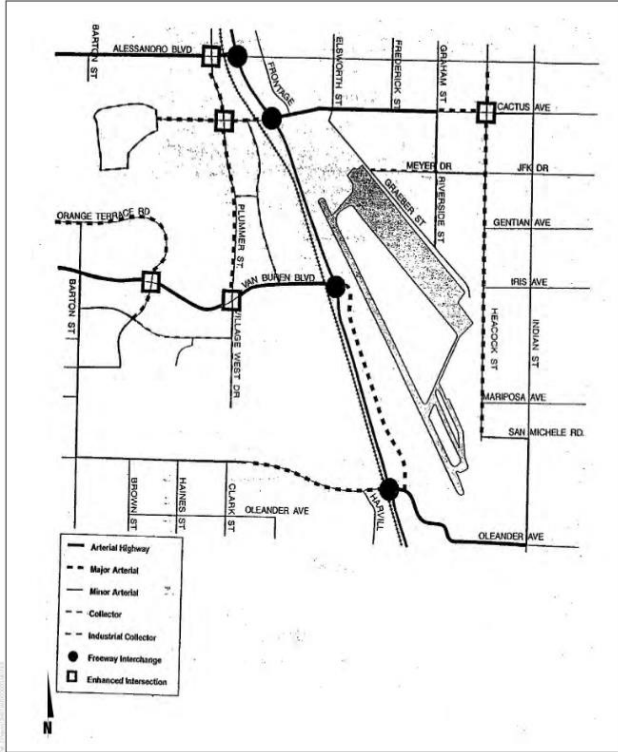 BARTON ST
ALESSANDRO BLVD
FRONTAGE
ELSWORTH ST
FREDERICK ST
GRAHAM ST
CACTUS AVE
MEYER DR
JFK DR
GRAEBER ST
RIVERSIDE ST
ORANGE TERRACE RD
PLUMMER ST
GENTIAN AVE
VAN BUREN BLVD
IRIS AVE
BARTON ST
VILLAGE WEST DR
HEACOCK ST
INDIAN ST
MARIPOSA AVE
SAN MICHELE RD.
BROWN ST
HAINES ST
CLARK ST
OLEANDER AVE
HARVILL
OLEANDER AVE
Arterial Highway
Major Arterial
Minor Arterial
Collector
Industrial Collector
Freeway Interchange
Enhanced Intersection
N